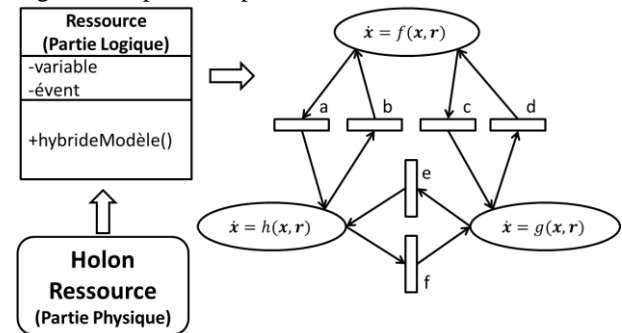 Ressource
(Partie Logique)
-variable
-évent
+hybrideModèle()
Holon
Ressource
(Partie Physique)
ẋ = f(x, r)
a
b
c
d
e
ẋ = h(x, r)
ẋ = g(x, r)
f